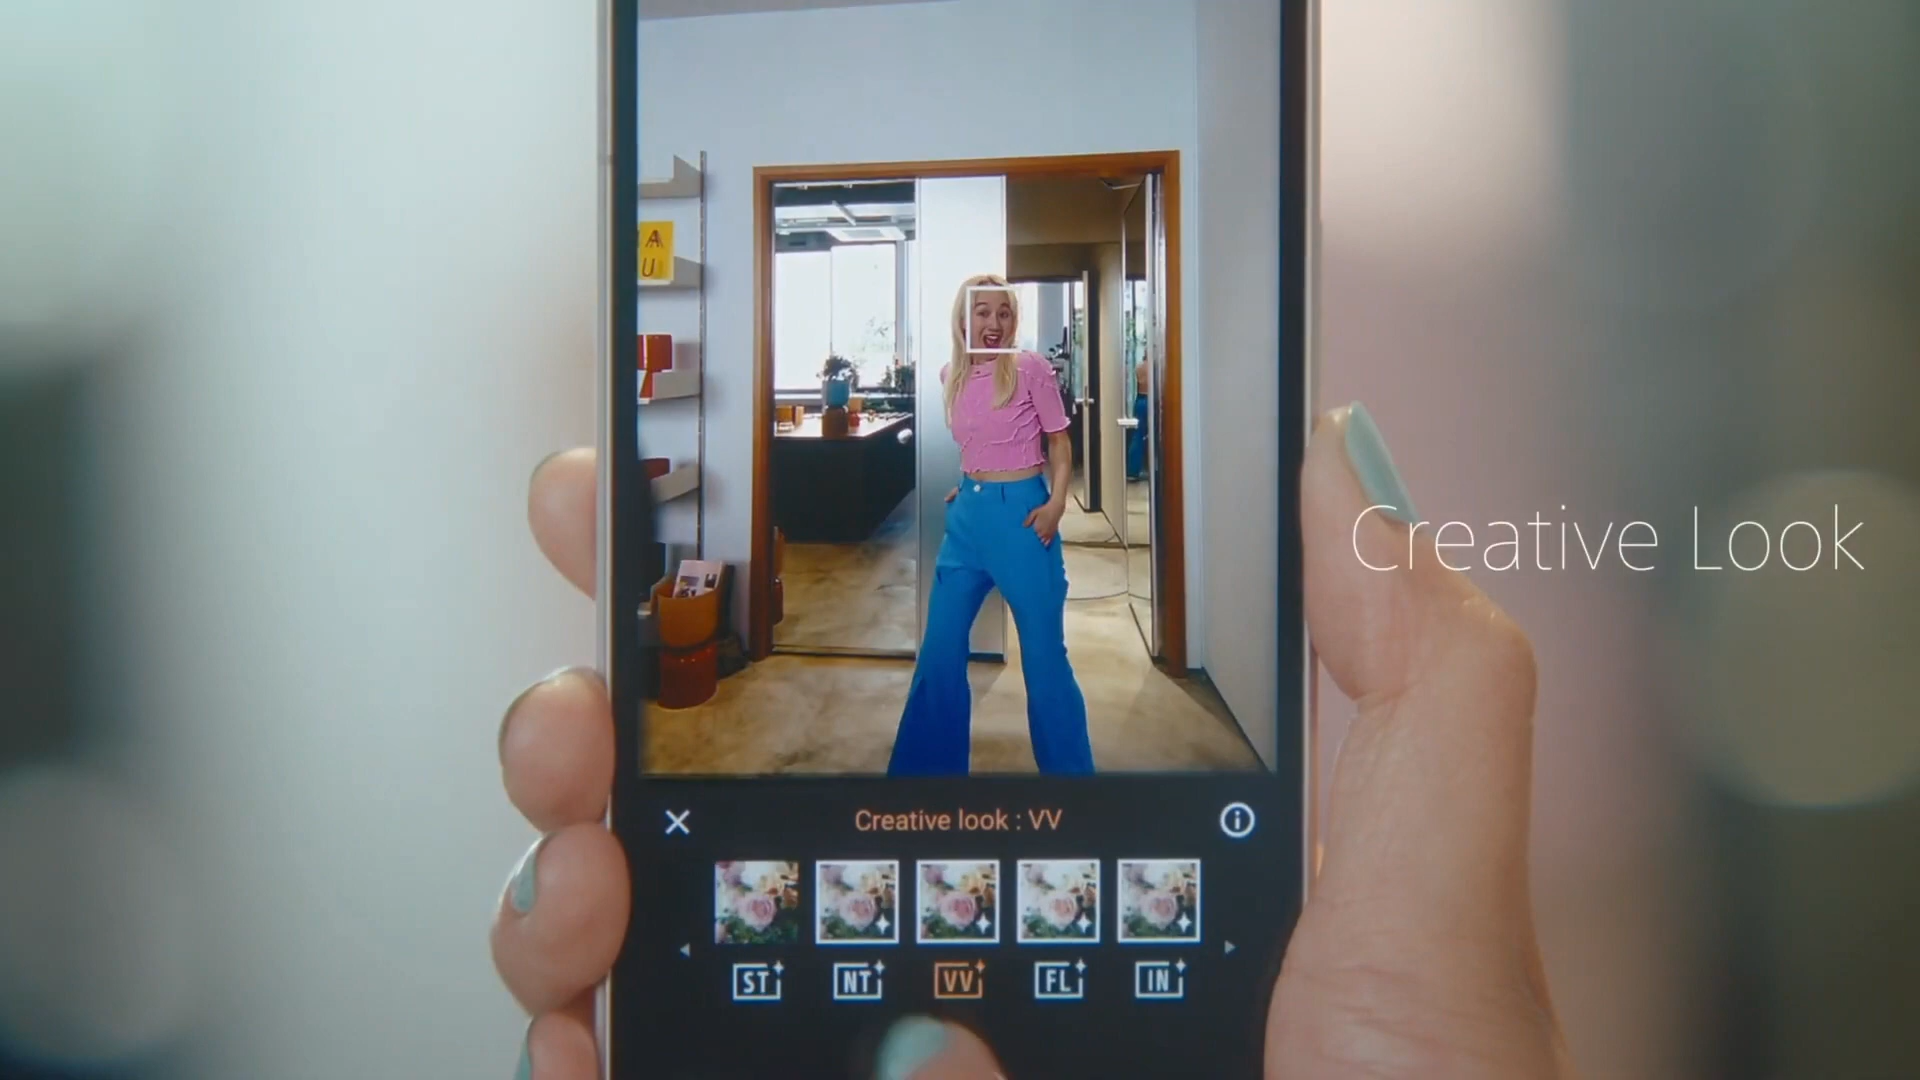 A
U
Creative Look
Creative look : VV
ST
NT
VV
FL
IN